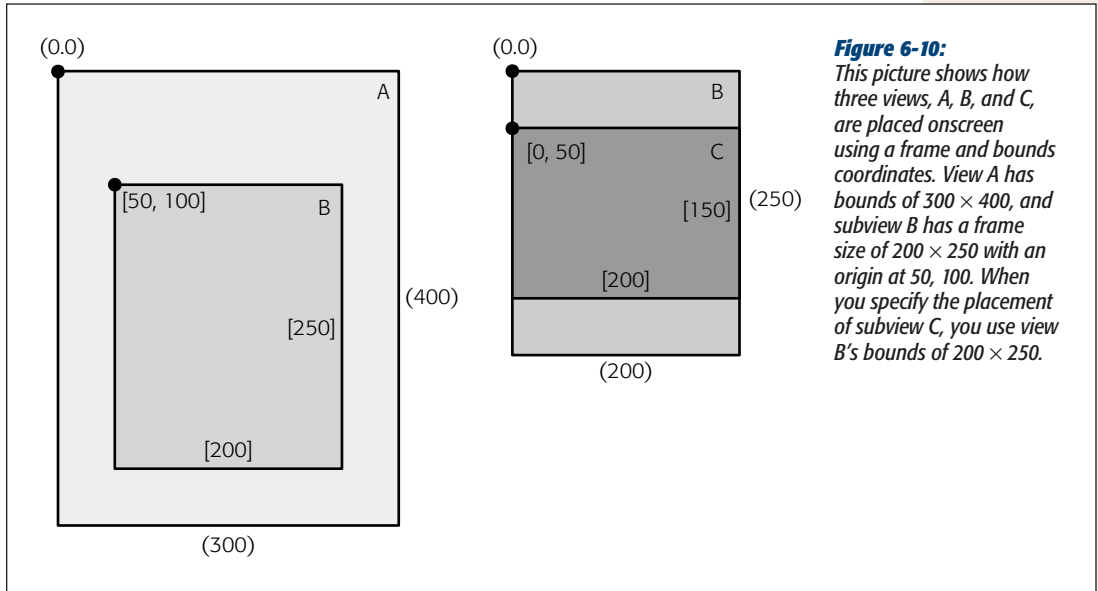 (0.0)
A
[50, 100]
B
[250]
(400)
[200]
(300)
(0.0)
B
[0, 50]
C
[150]
(250)
[200]
(200)
Figure 6-10:
This picture shows how
three views, A, B, and C,
are placed onscreen
using a frame and bounds
coordinates. View A has
bounds of 300 × 400, and
subview B has a frame
size of 200 × 250 with an
origin at 50, 100. When
you specify the placement
of subview C, you use view
B's bounds of 200 × 250.